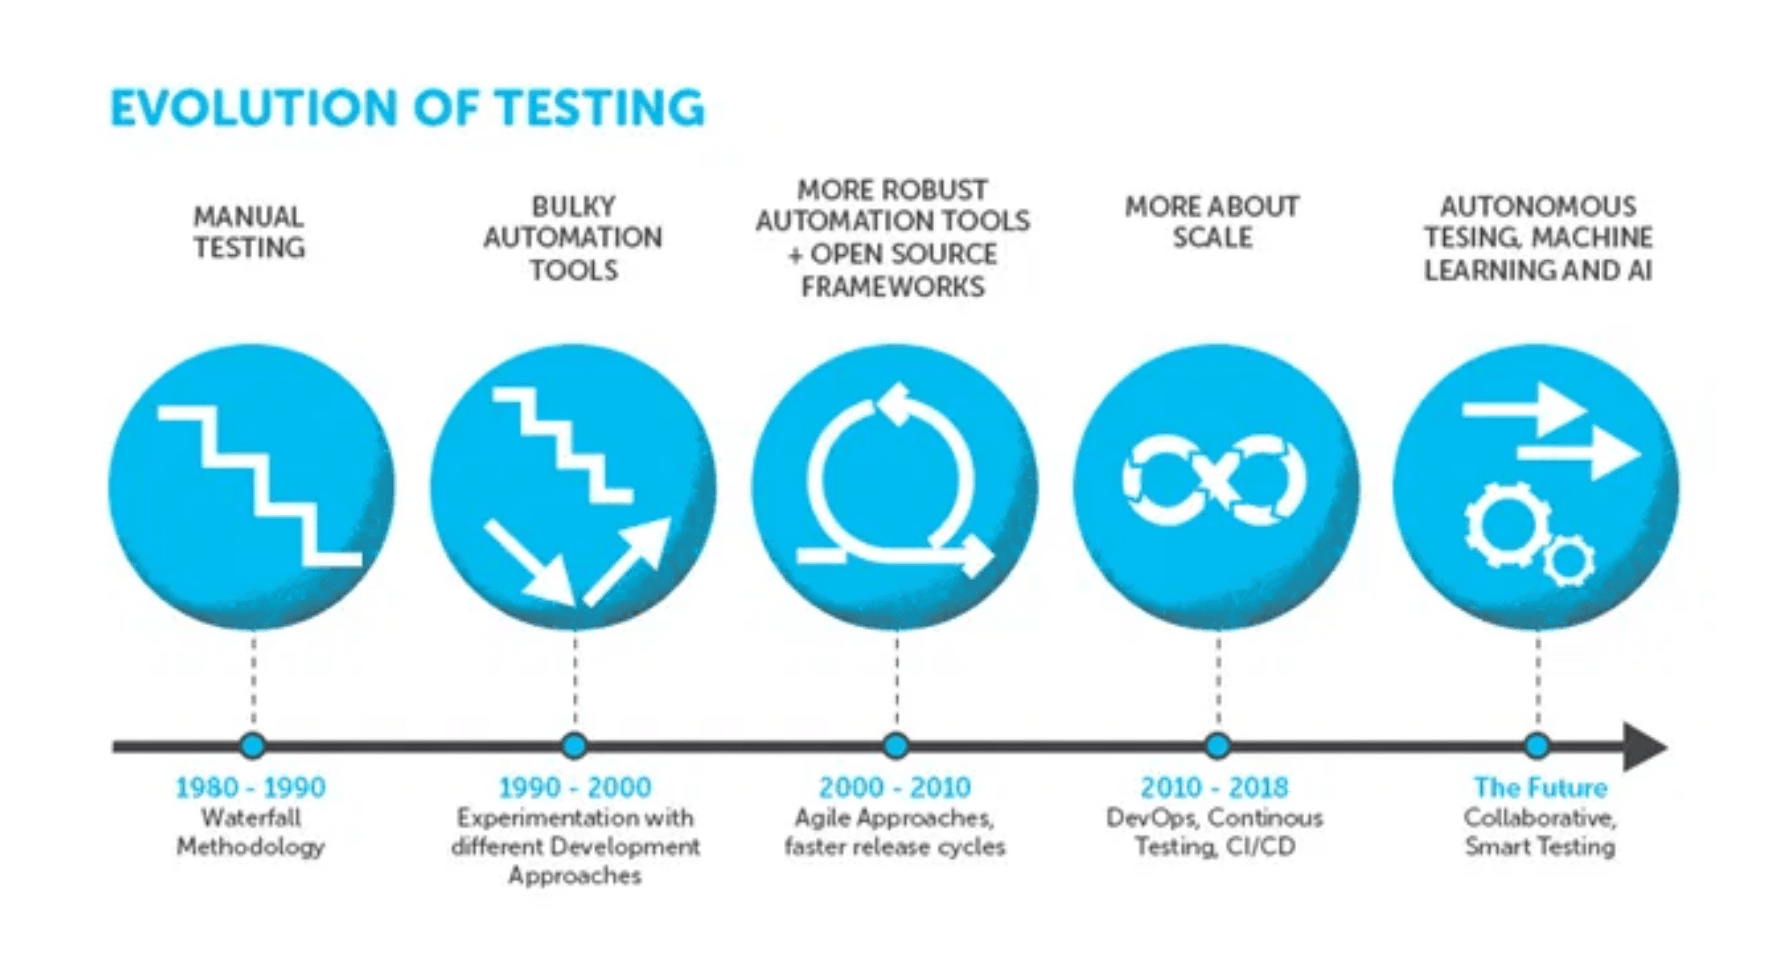 EVOLUTION OF TESTING
MANUAL
TESTING
BULKY
AUTOMATION
TOOLS
MORE ROBUST
AUTOMATION TOOLS
+ OPEN SOURCE
FRAMEWORKS
MORE ABOUT
SCALE
AUTONOMOUS
TESING, MACHINE
LEARNING AND AI
1980 - 1990
Waterfall
Methodology
1990 - 2000
Experimentation with
different Development
Approaches
2000 - 2010
Agile Approaches,
faster release cycles
2010 - 2018
DevOps, Continous
Testing, CI/CD
The Future
Collaborative,
Smart Testing